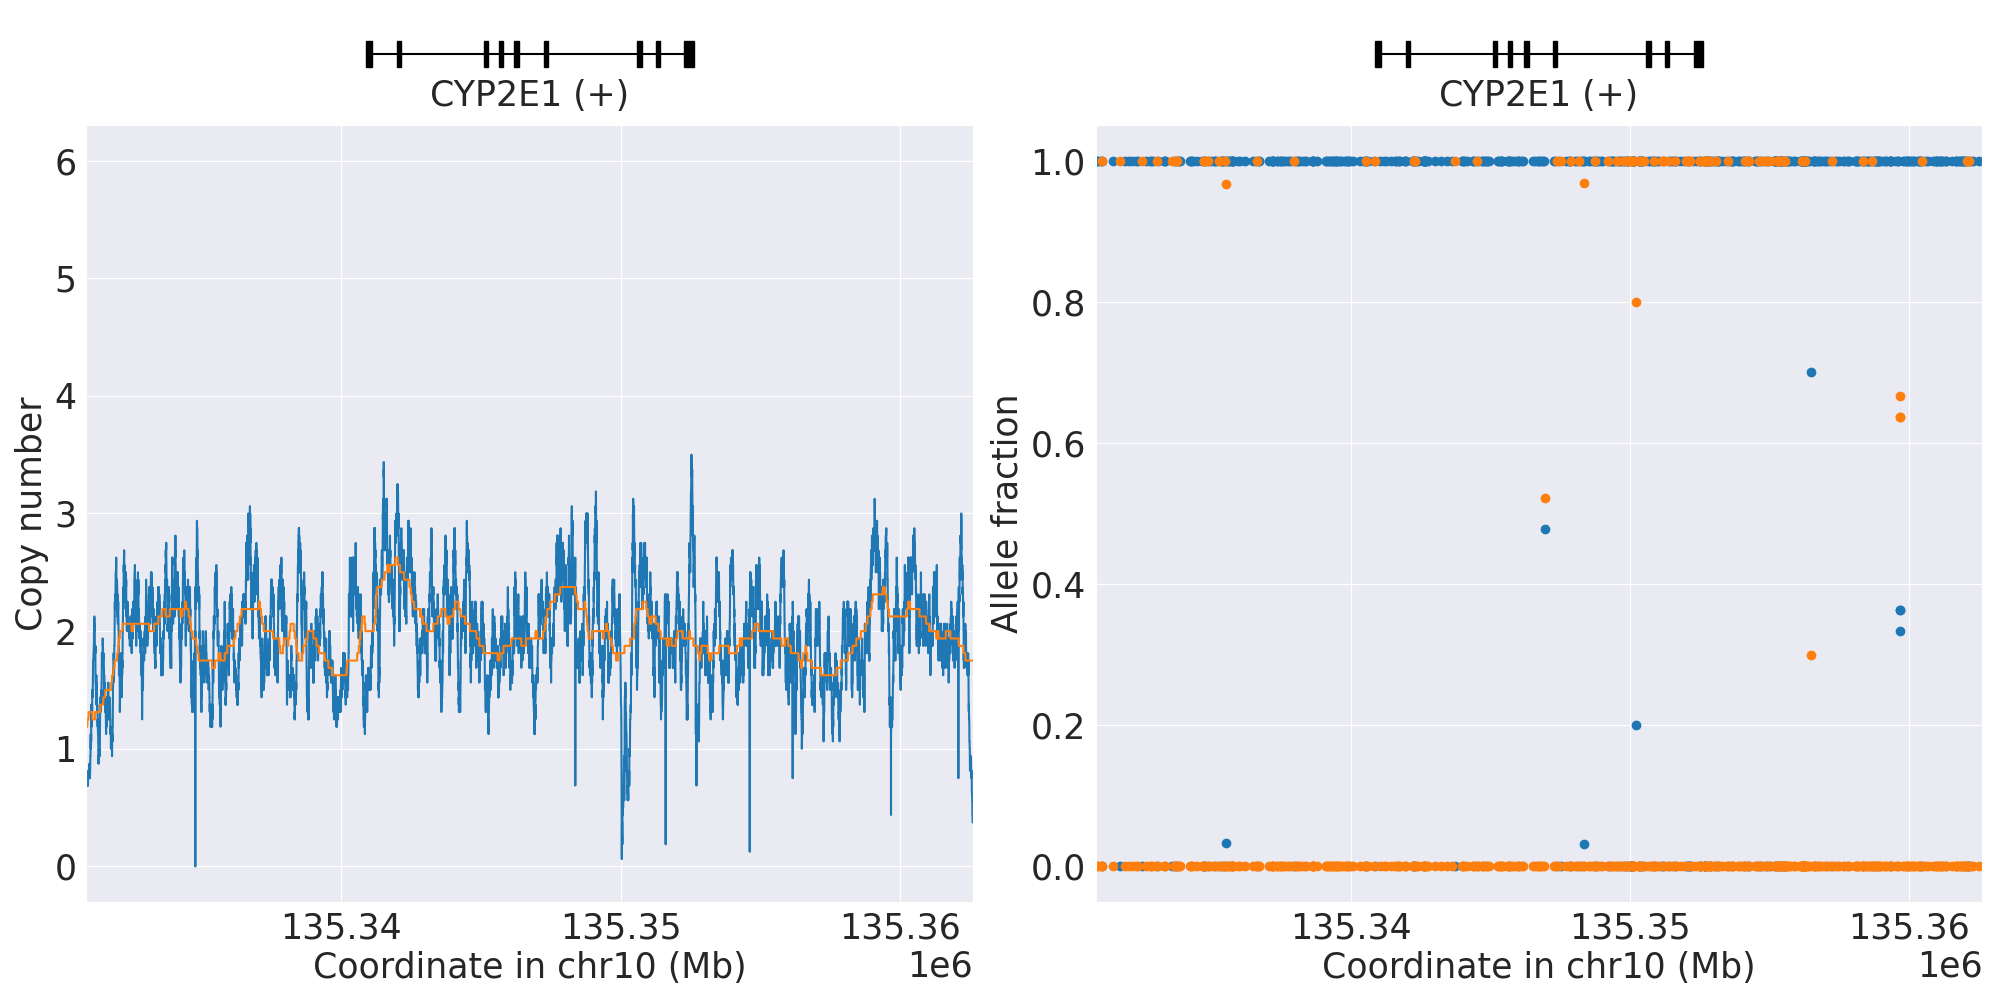 CYP2E1 (+)
6
5
4
3
2
1
0
Copy number
135.34 135.35 135.36
Coordinate in chr10 (Mb)
1e6
CYP2E1 (+)
1.0
0.8
0.6
0.4
0.2
0.0
Allele fraction
135.34 135.35 135.36
Coordinate in chr10 (Mb)
1e6